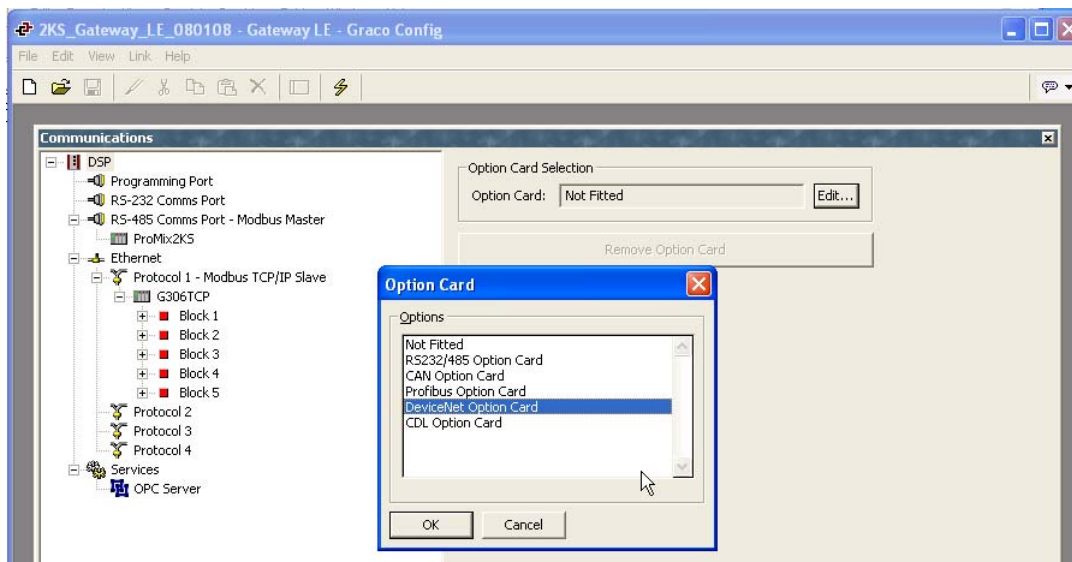 2KS_Gateway_LE_080108 - Gateway LE - Graco Config
File Edit View Link Help
Communications
DSP
Programming Port
RS-232 Comms Port
RS-485 Comms Port - Modbus Master
ProMix2KS
Ethernet
Protocol 1 - Modbus TCP/IP Slave
G306TCP
Block 1
Block 2
Block 3
Block 4
Block 5
Protocol 2
Protocol 3
Protocol 4
Services
OPC Server
Option Card Selection
Option Card: Not Fitted Edit...
Remove Option Card
Option Card
Options
Not Fitted
RS232/485 Option Card
CAN Option Card
Profibus Option Card
DeviceNet Option Card
CDL Option Card
OK Cancel